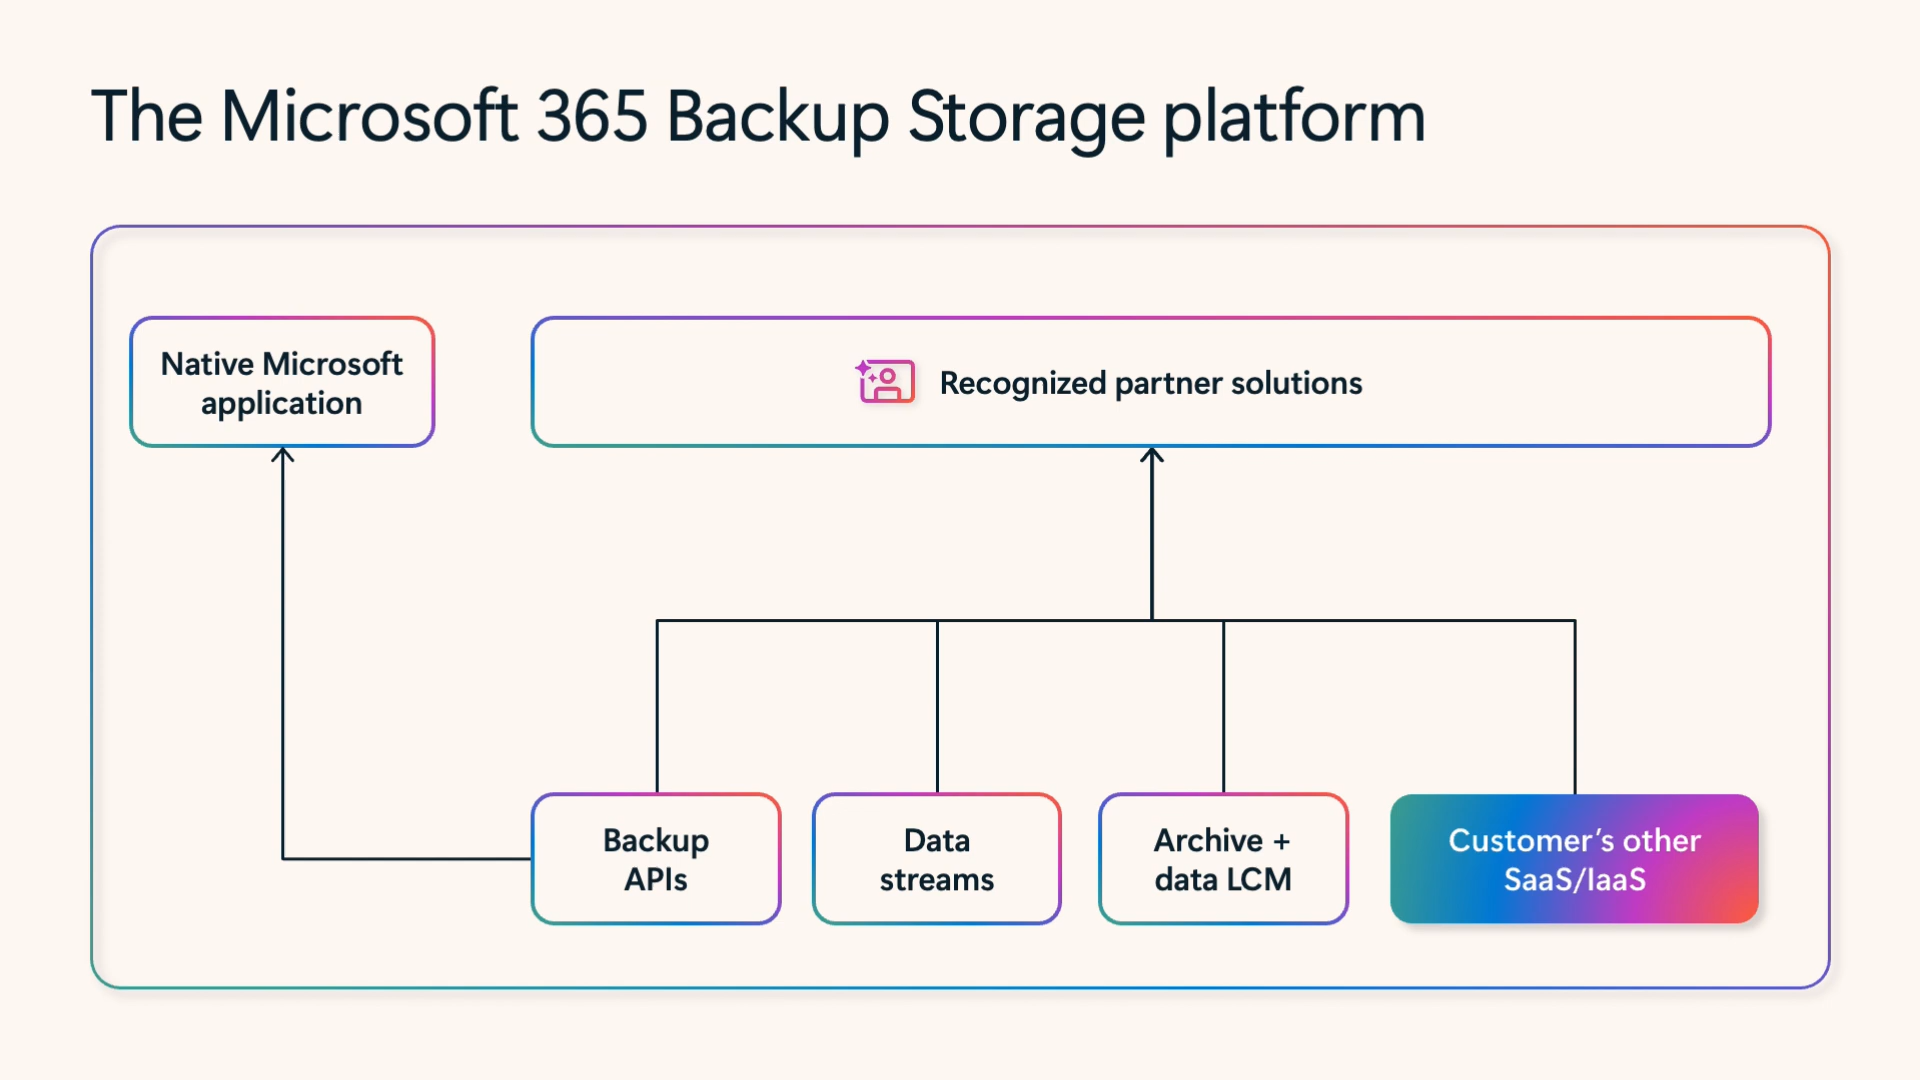 The Microsoft 365 Backup Storage platform
Native Microsoft
application
Recognized partner solutions
Backup
APIs
Data
streams
Archive +
data LCM
Customer’s other
SaaS/IaaS